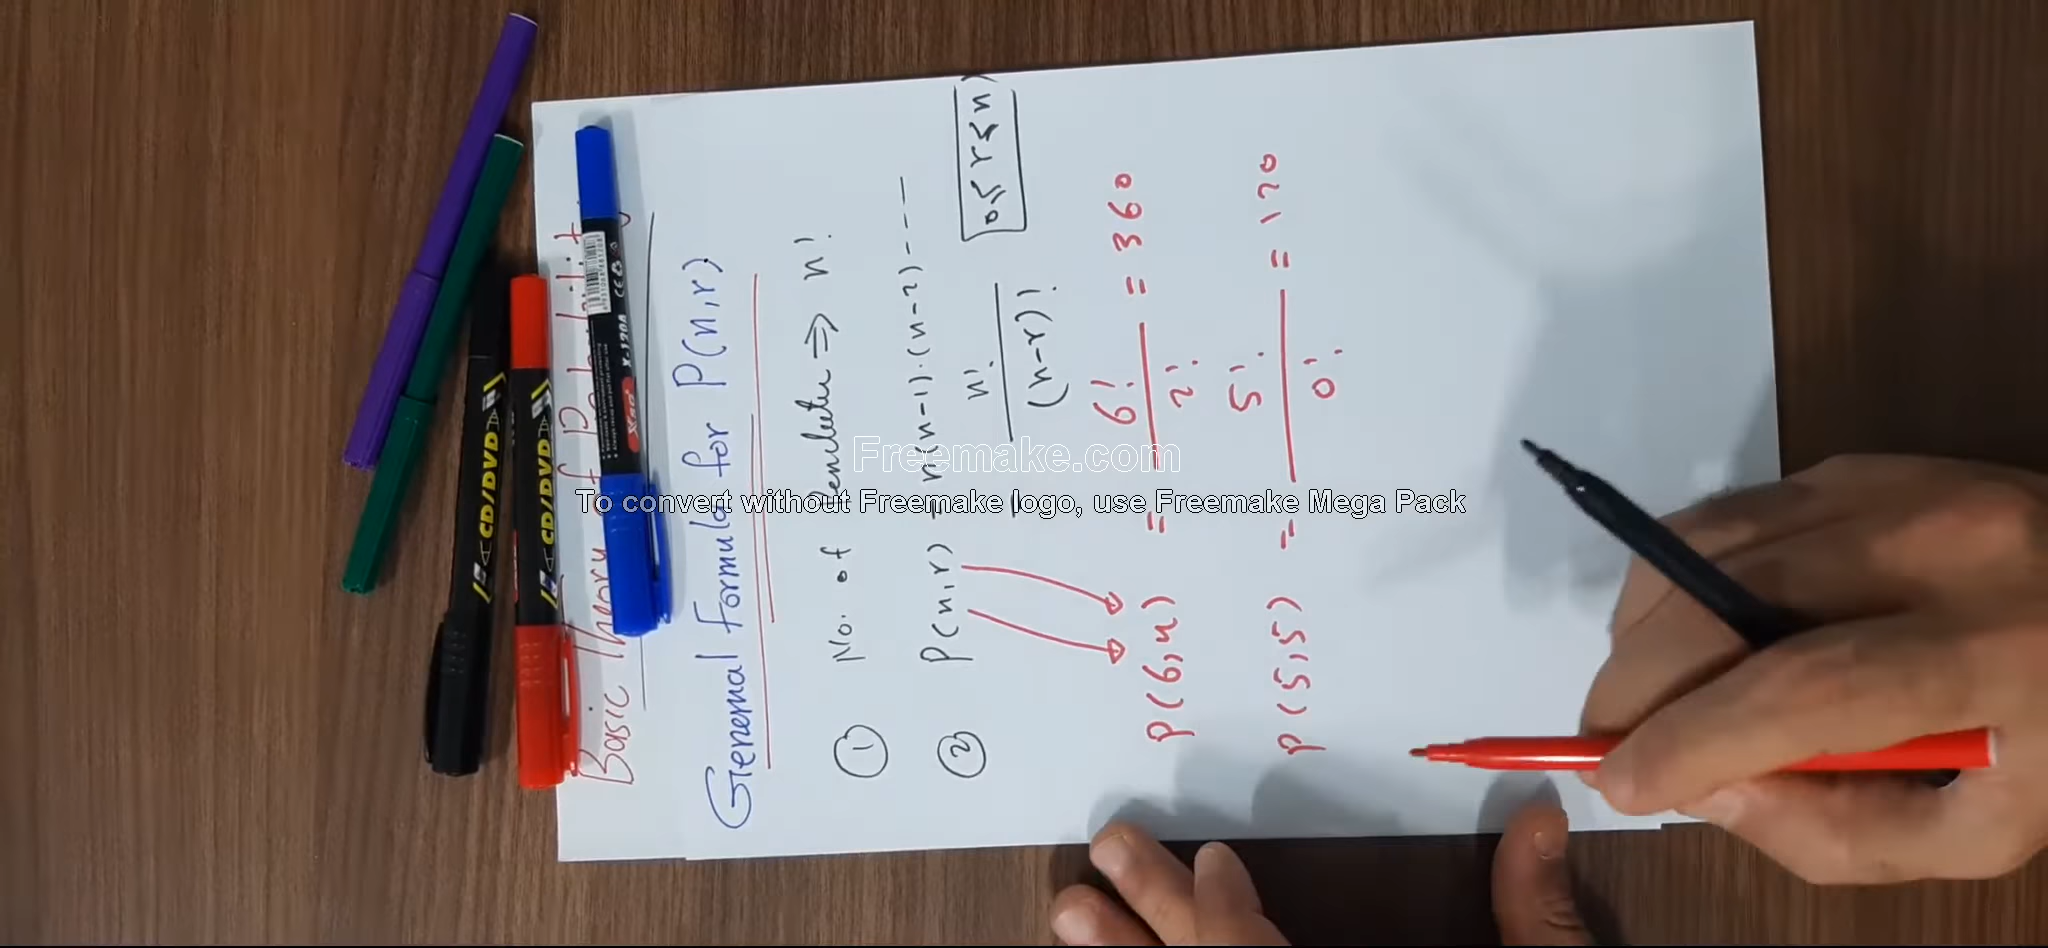 Basic Theory of Probability
General Formula for P(n,r)
① No. of Permutation ⇒ n!
② P(n,r) = n(n-1).(n-2)----
= n! / (n-r)! 0≤r≤n
P(6,4) = 6! / 2! = 360
P(5,5) = 5! / 0! = 120
CD/DVD
CD/DVD
X-120A CE
Freemake.com
To convert without Freemake logo, use Freemake Mega Pack